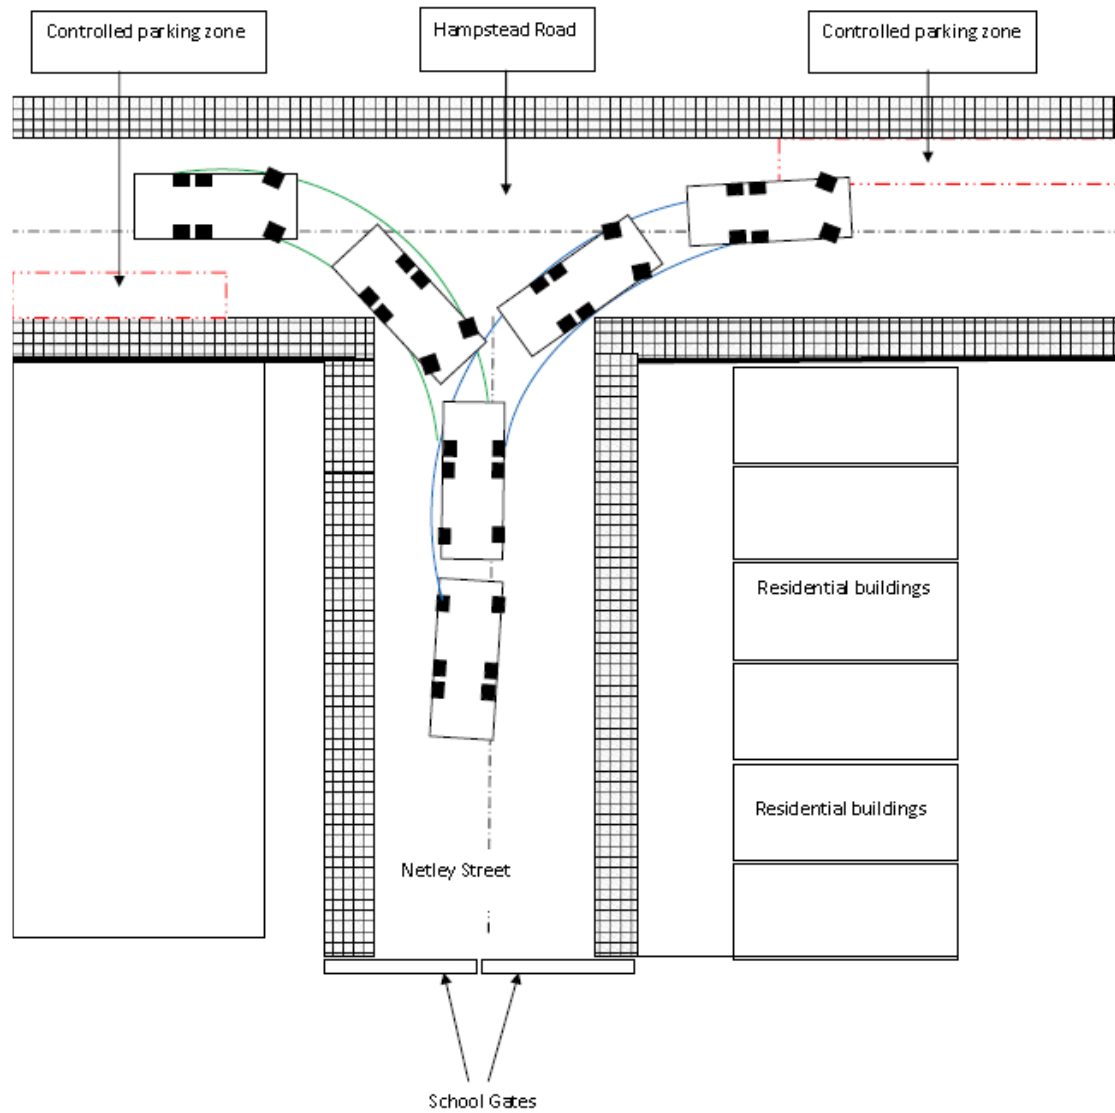 Controlled parking zone
Hampstead Road
Controlled parking zone
Residential buildings
Residential buildings
Netley Street
School Gates